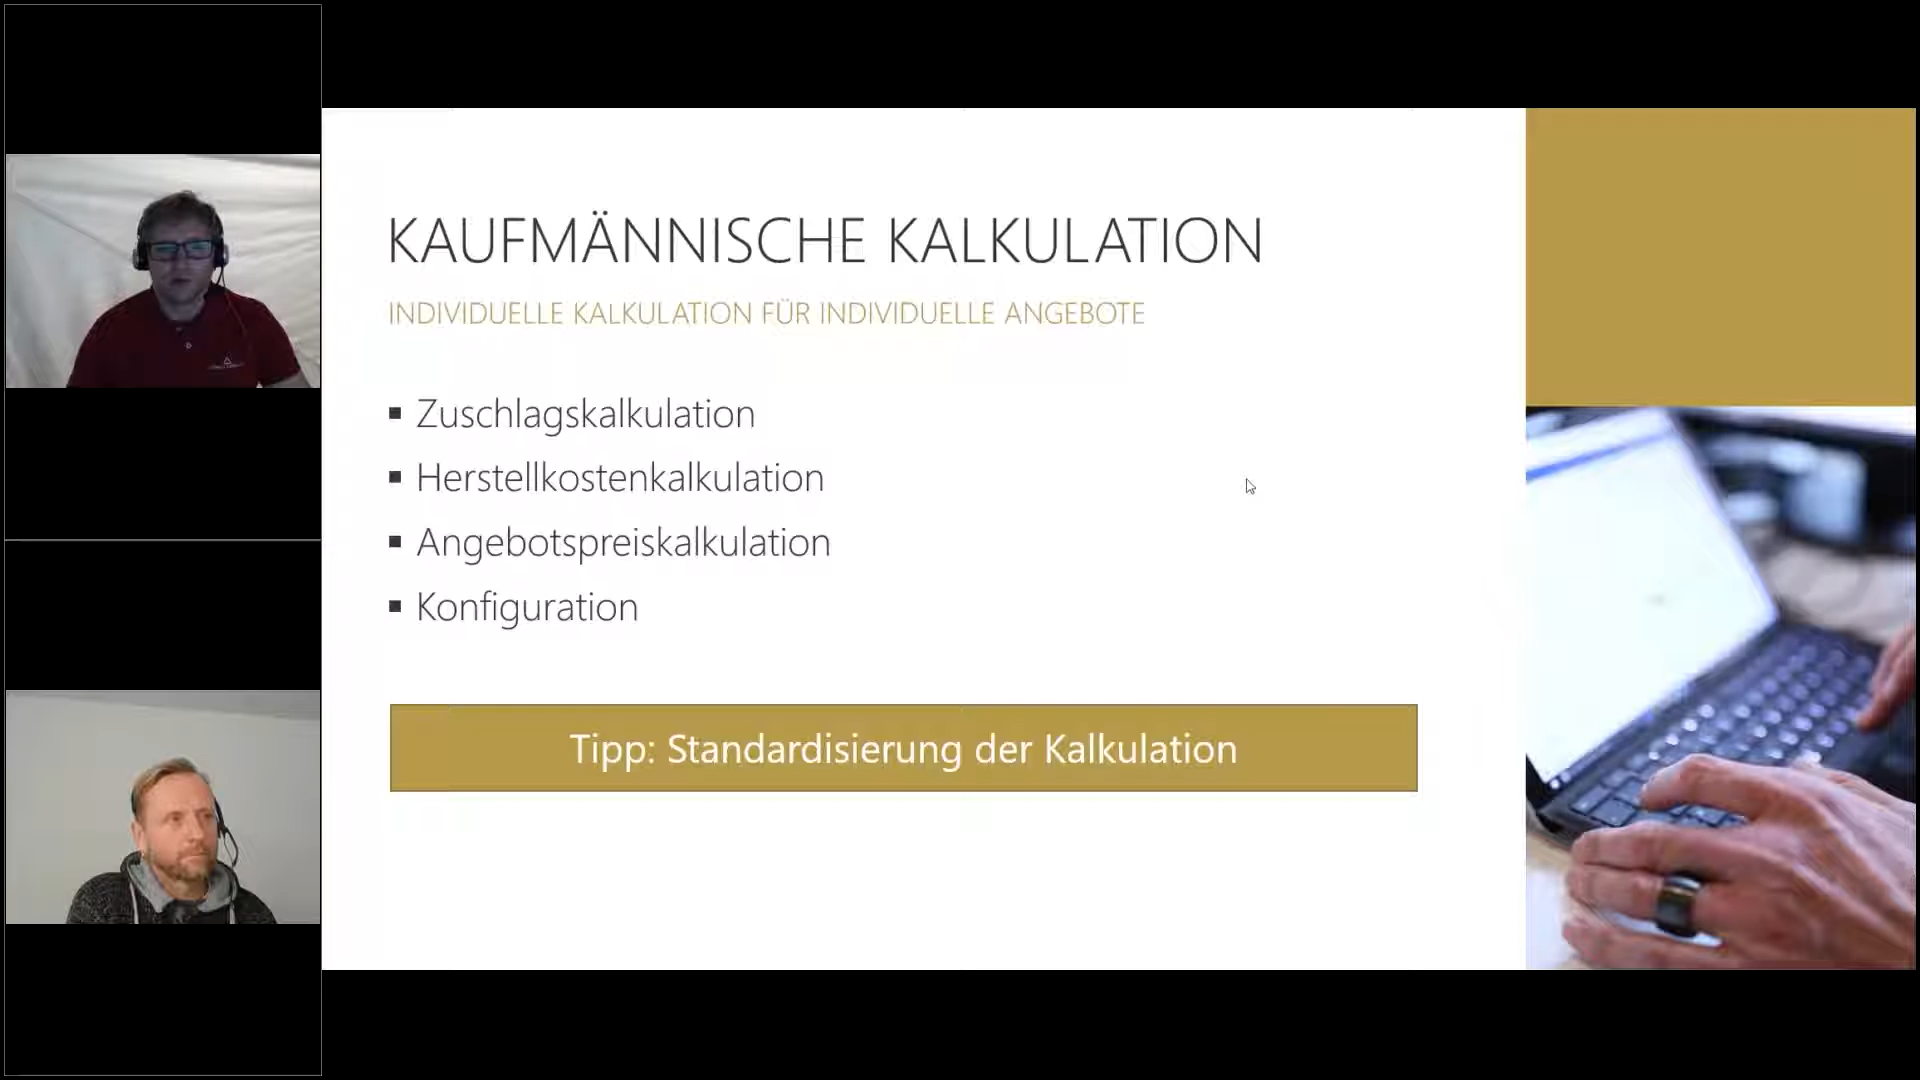 KAUFMÄNNISCHE KALKULATION
INDIVIDUELLE KALKULATION FÜR INDIVIDUELLE ANGEBOTE
Zuschlagskalkulation
Herstellkostenkalkulation
Angebotspreiskalkulation
Konfiguration
Tipp: Standardisierung der Kalkulation